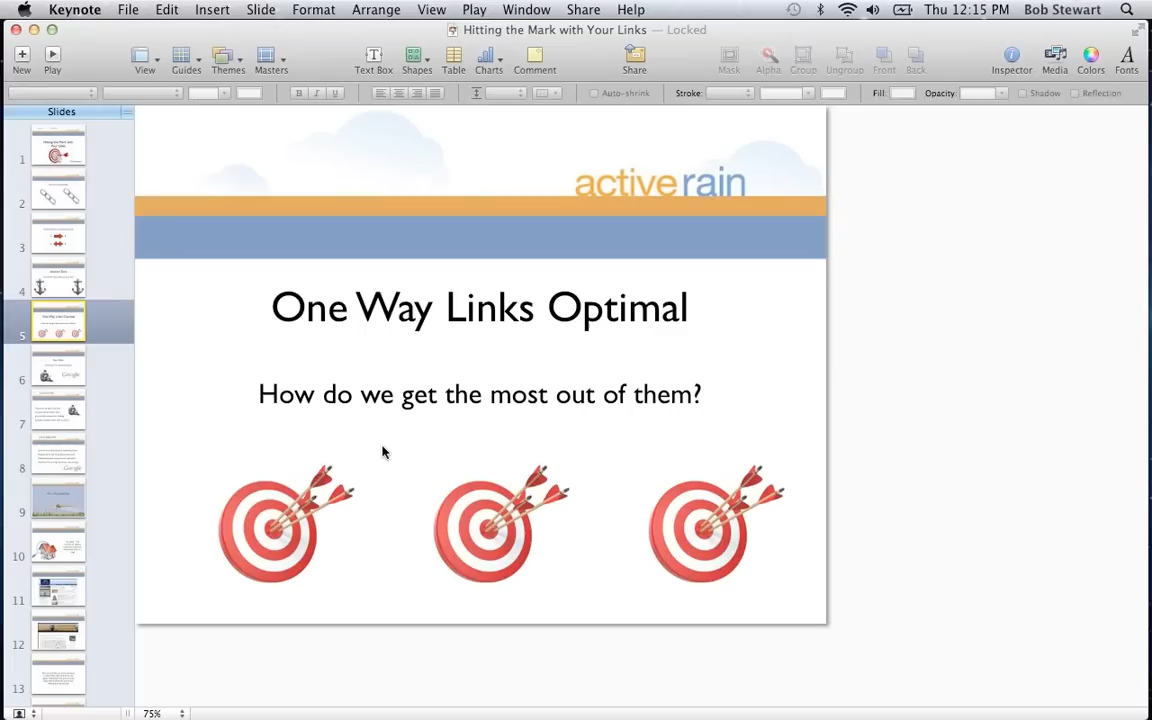 Keynote File Edit Insert Slide Format Arrange View Play Window Share Help Thu 12:15 PM Bob Stewart
Hitting the Mark with Your Links — Locked
New Play View Guides Themes Masters Text Box Shapes Table Charts Comment Share Mask Alpha Group Ungroup Front Back Inspector Media Colors Fonts
B I U Auto-shrink Stroke: Fill: Opacity: Shadow Reflection
Slides
activerain
One Way Links Optimal
How do we get the most out of them?
1
2
3
4
5
6
7
8
9
10
11
12
13
75%